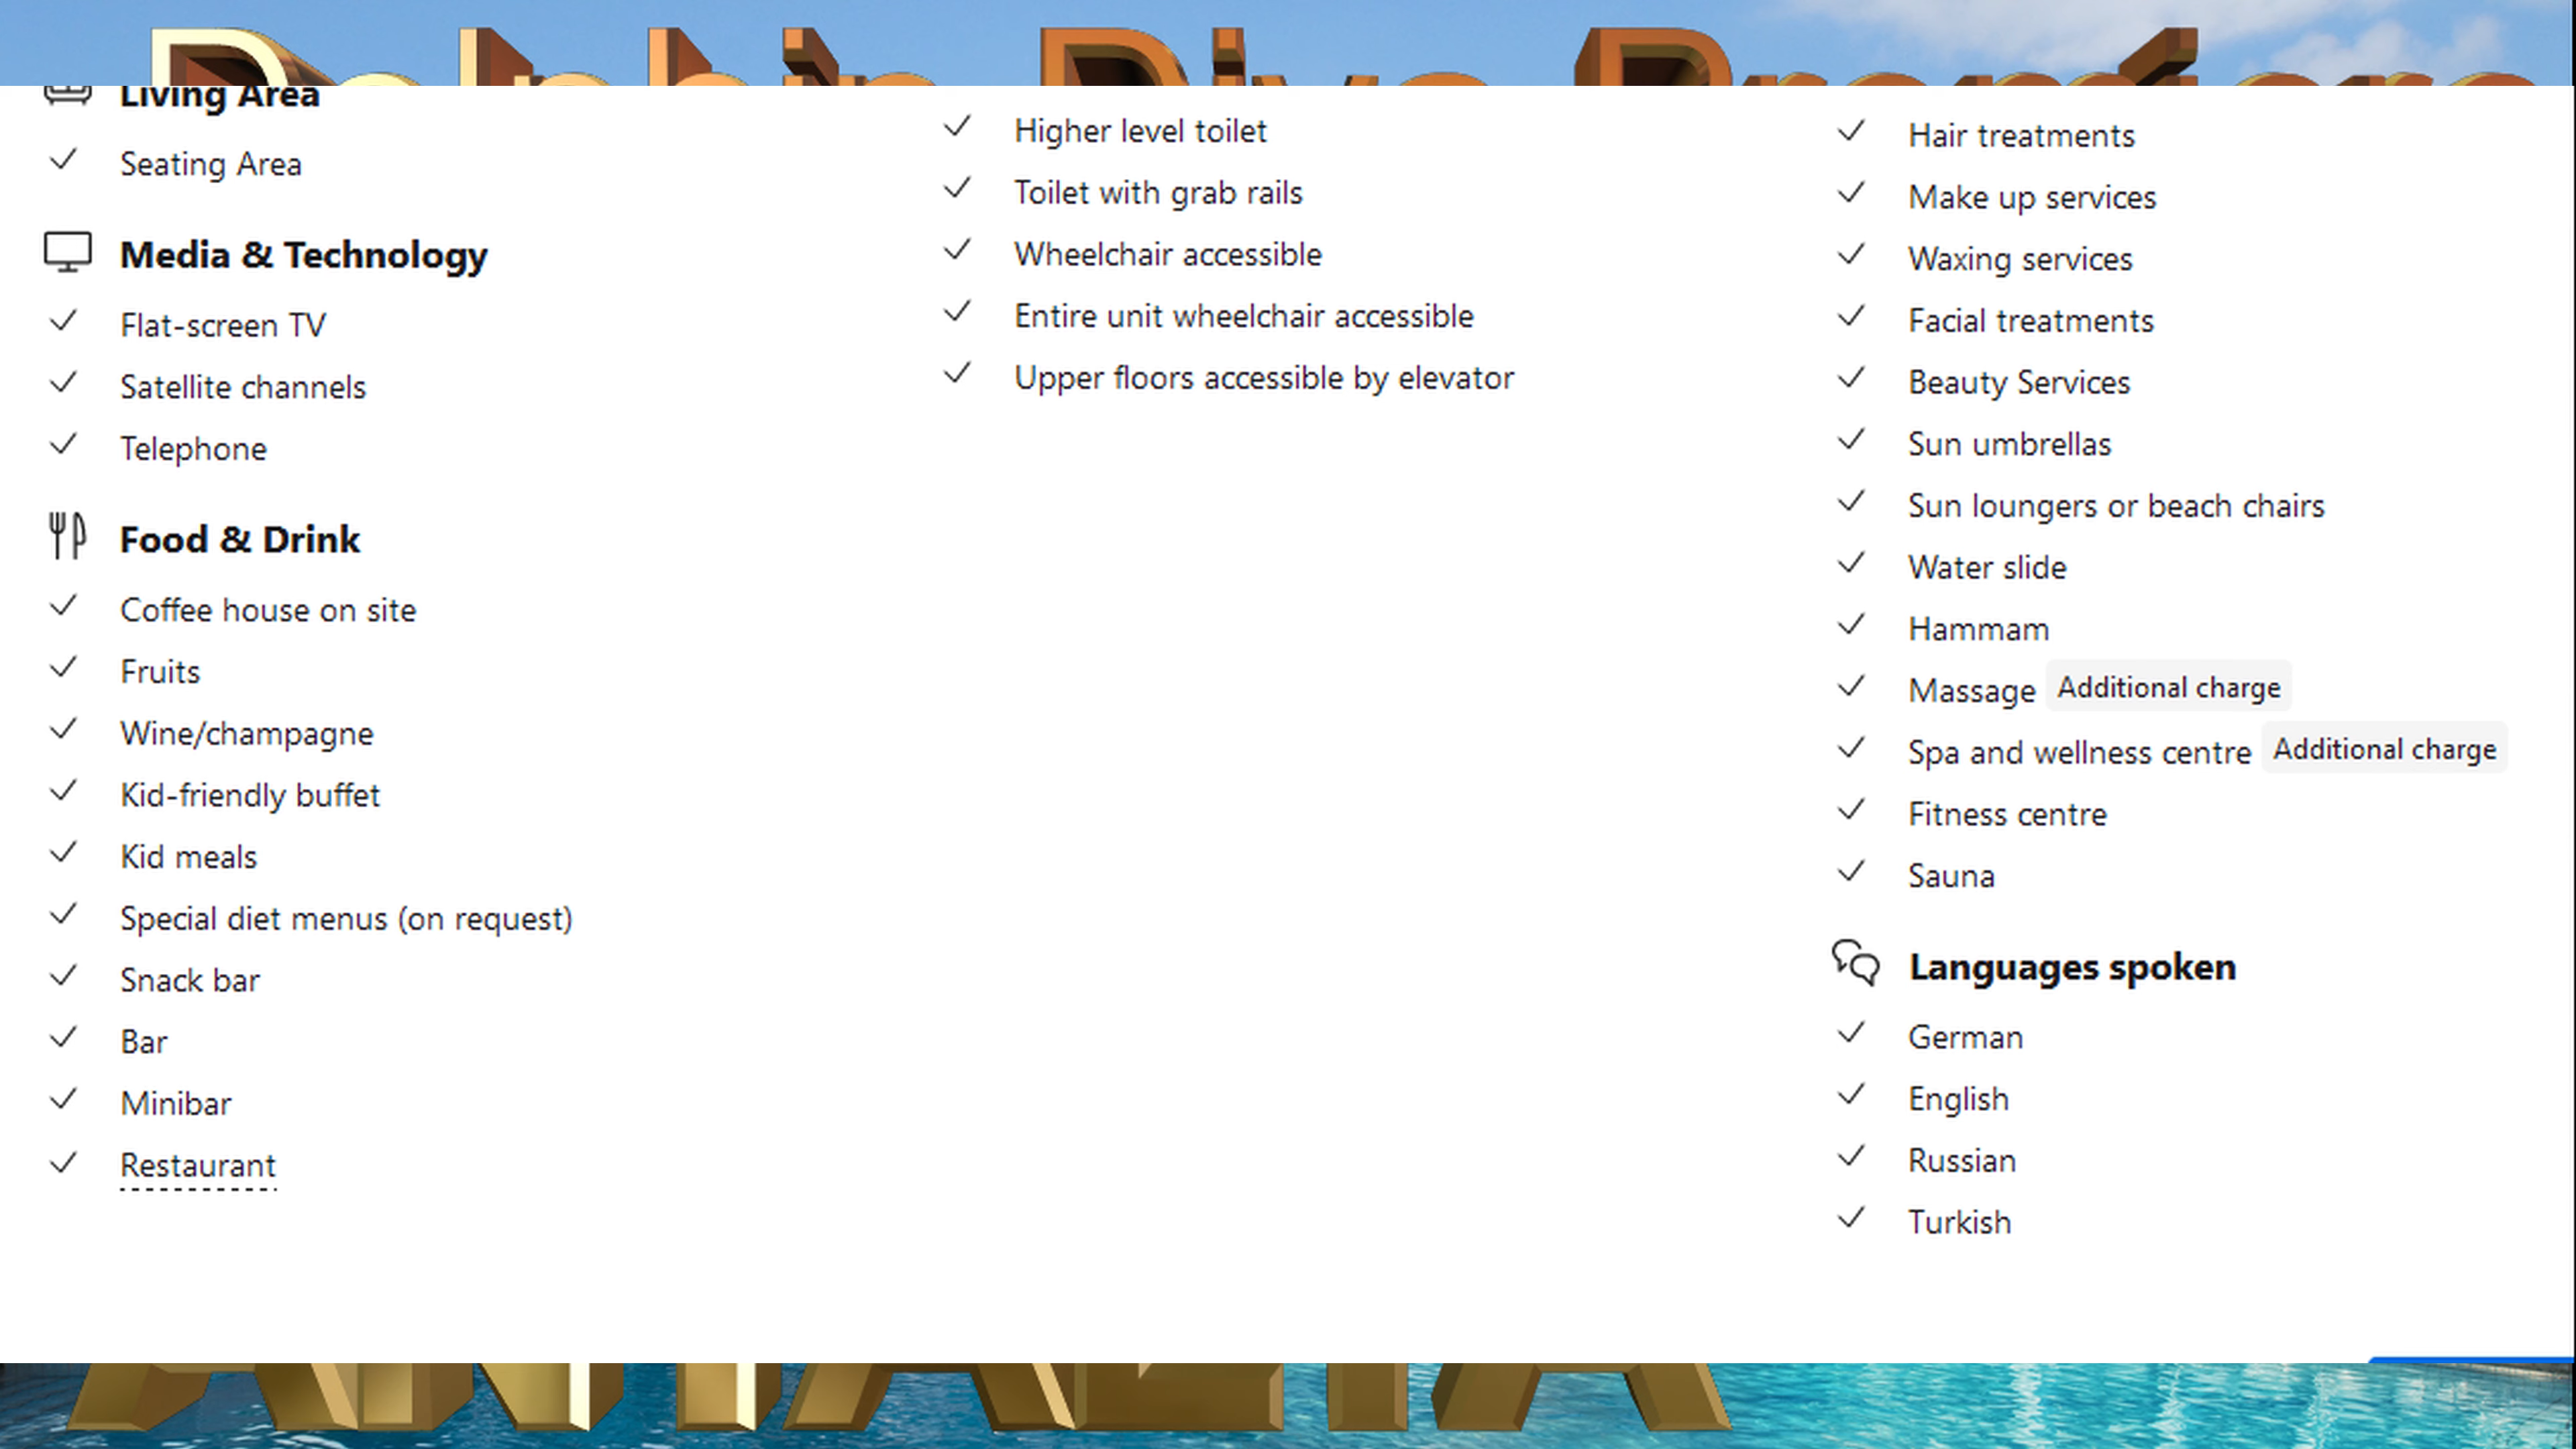 Living Area
Seating Area
Media & Technology
Flat-screen TV
Satellite channels
Telephone
Food & Drink
Coffee house on site
Fruits
Wine/champagne
Kid-friendly buffet
Kid meals
Special diet menus (on request)
Snack bar
Bar
Minibar
Restaurant
Higher level toilet
Toilet with grab rails
Wheelchair accessible
Entire unit wheelchair accessible
Upper floors accessible by elevator
Hair treatments
Make up services
Waxing services
Facial treatments
Beauty Services
Sun umbrellas
Sun loungers or beach chairs
Water slide
Hammam
Massage Additional charge
Spa and wellness centre Additional charge
Fitness centre
Sauna
Languages spoken
German
English
Russian
Turkish